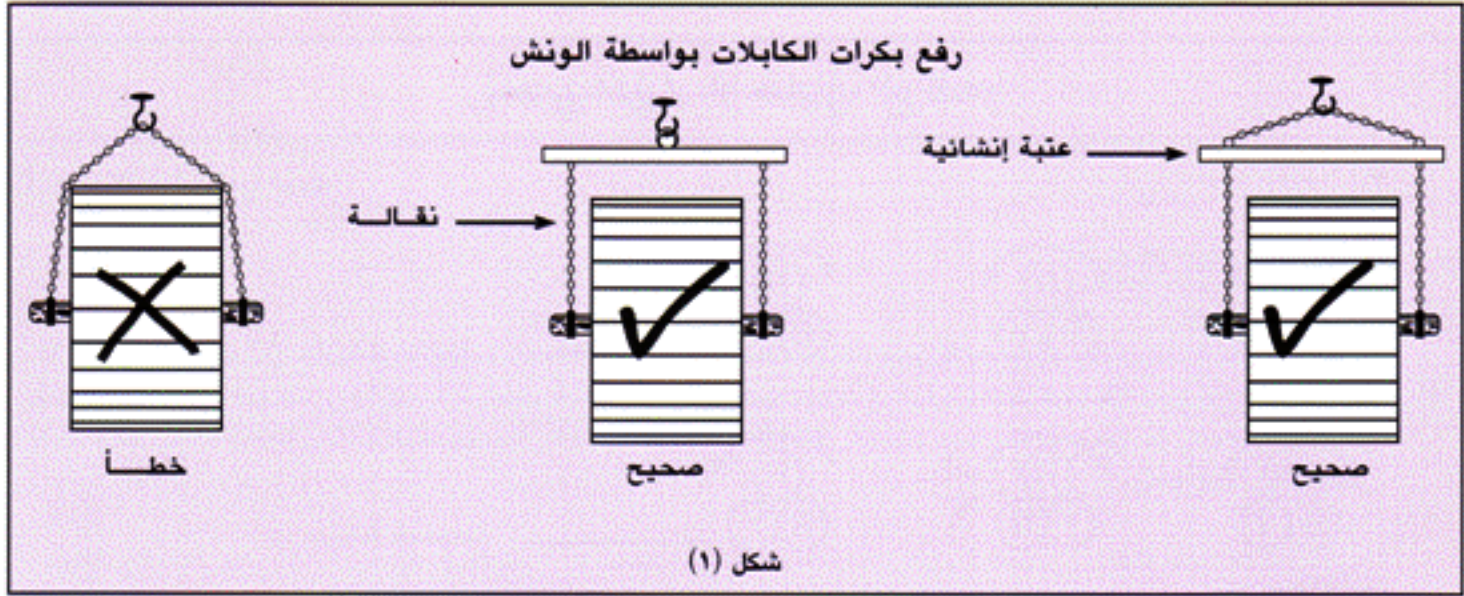 رفع بكرات الكابلات بواسطة الونش
عتبة إنشائية
نقالة
صحيح
صحيح
خطأ
شكل (١)